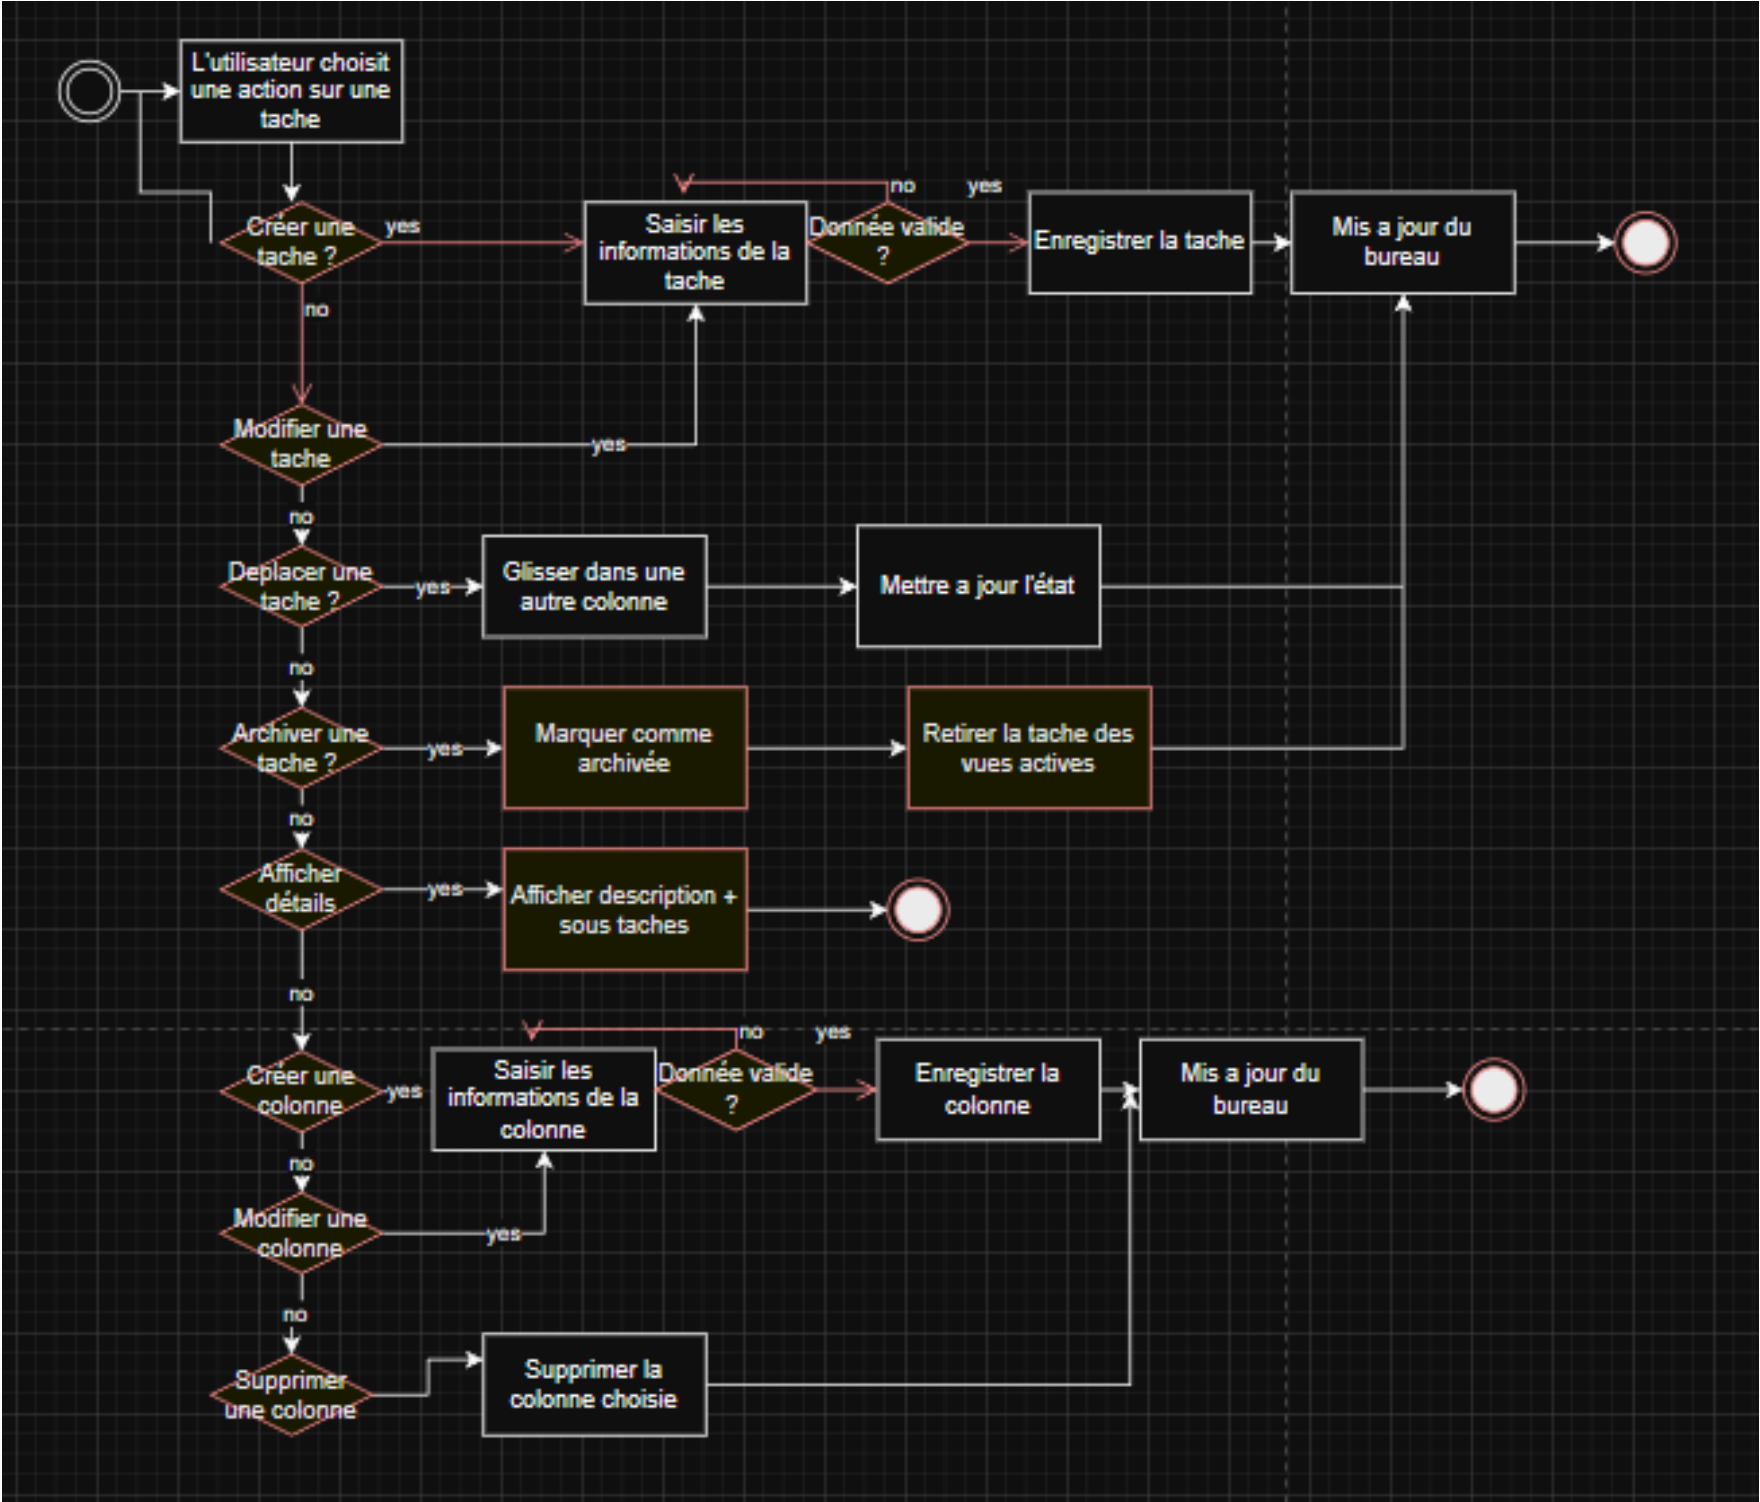 L'utilisateur choisit
une action sur une
tache
Créer une
tache ?
yes
no
Saisir les
informations de la
tache
Donnée valide
?
no
yes
Enregistrer la tache
Mis a jour du
bureau
Modifier une
tache
yes
no
Deplacer une
tache ?
yes
Glisser dans une
autre colonne
Mettre a jour l'état
no
Archiver une
tache ?
yes
Marquer comme
archivée
Retirer la tache des
vues actives
no
Afficher
détails
yes
Afficher description +
sous taches
no
Créer une
colonne
yes
Saisir les
informations de la
colonne
Donnée valide
?
no
yes
Enregistrer la
colonne
Mis a jour du
bureau
no
Modifier une
colonne
yes
no
Supprimer
une colonne
Supprimer la
colonne choisie